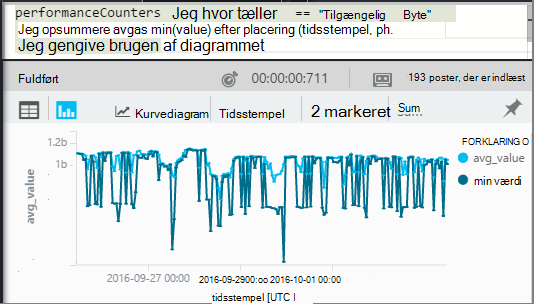 performanceCounters Jeg hvor tæller == "Tilgængelig Byte"
Jeg opsummere avgas min(value) efter placering (tidsstempel, ph.
Jeg gengive brugen af diagrammet
Fuldført 00:00:00:711 193 poster, der er indlæst
Kurvediagram Tidsstempel 2 markeret Sum
FORKLARING O
1.2b
1b
avg_value
min værdi
avg_value
2016-09-27 00:00 2016-09-2900:oo 2016-10-01 00:00
tidsstempel [UTC l